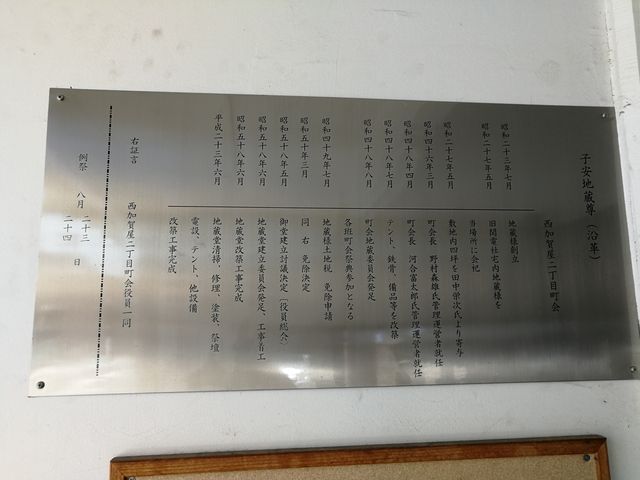 子安地蔵尊(沿革)
西加賀屋二丁目町会
昭和二十三年七月 地蔵様創立
昭和二十七年五月 旧関電社宅内地蔵様を
当場所に合祀
昭和二十七年五月 敷地内四坪を田中栄次氏より寄与
昭和四十六年三月 町会長 野村森雄氏管理運営者就任
昭和四十八年四月 町会長 河合富太郎氏管理運営者就任
昭和四十八年七月 テント、鉄骨、備品等を改築
昭和四十八年八月 町会地蔵委員会発足
各班町会祭典参加となる
昭和四十九年七月 地蔵様土地税 免除申請
昭和五十年三月 同 右 免除決定
昭和五十八年五月 御堂建立討議決定(役員総会)
昭和五十八年六月 地蔵堂建立委員会発足、工事着工
昭和五十八年六月 地蔵堂改築工事完成
平成二十三年六月 地蔵堂清掃、修理、塗装、祭壇
電設、テント、他設備
改築工事完成
右証言 西加賀屋二丁目町会役員一同
例祭 八月 二十三 二十四 日